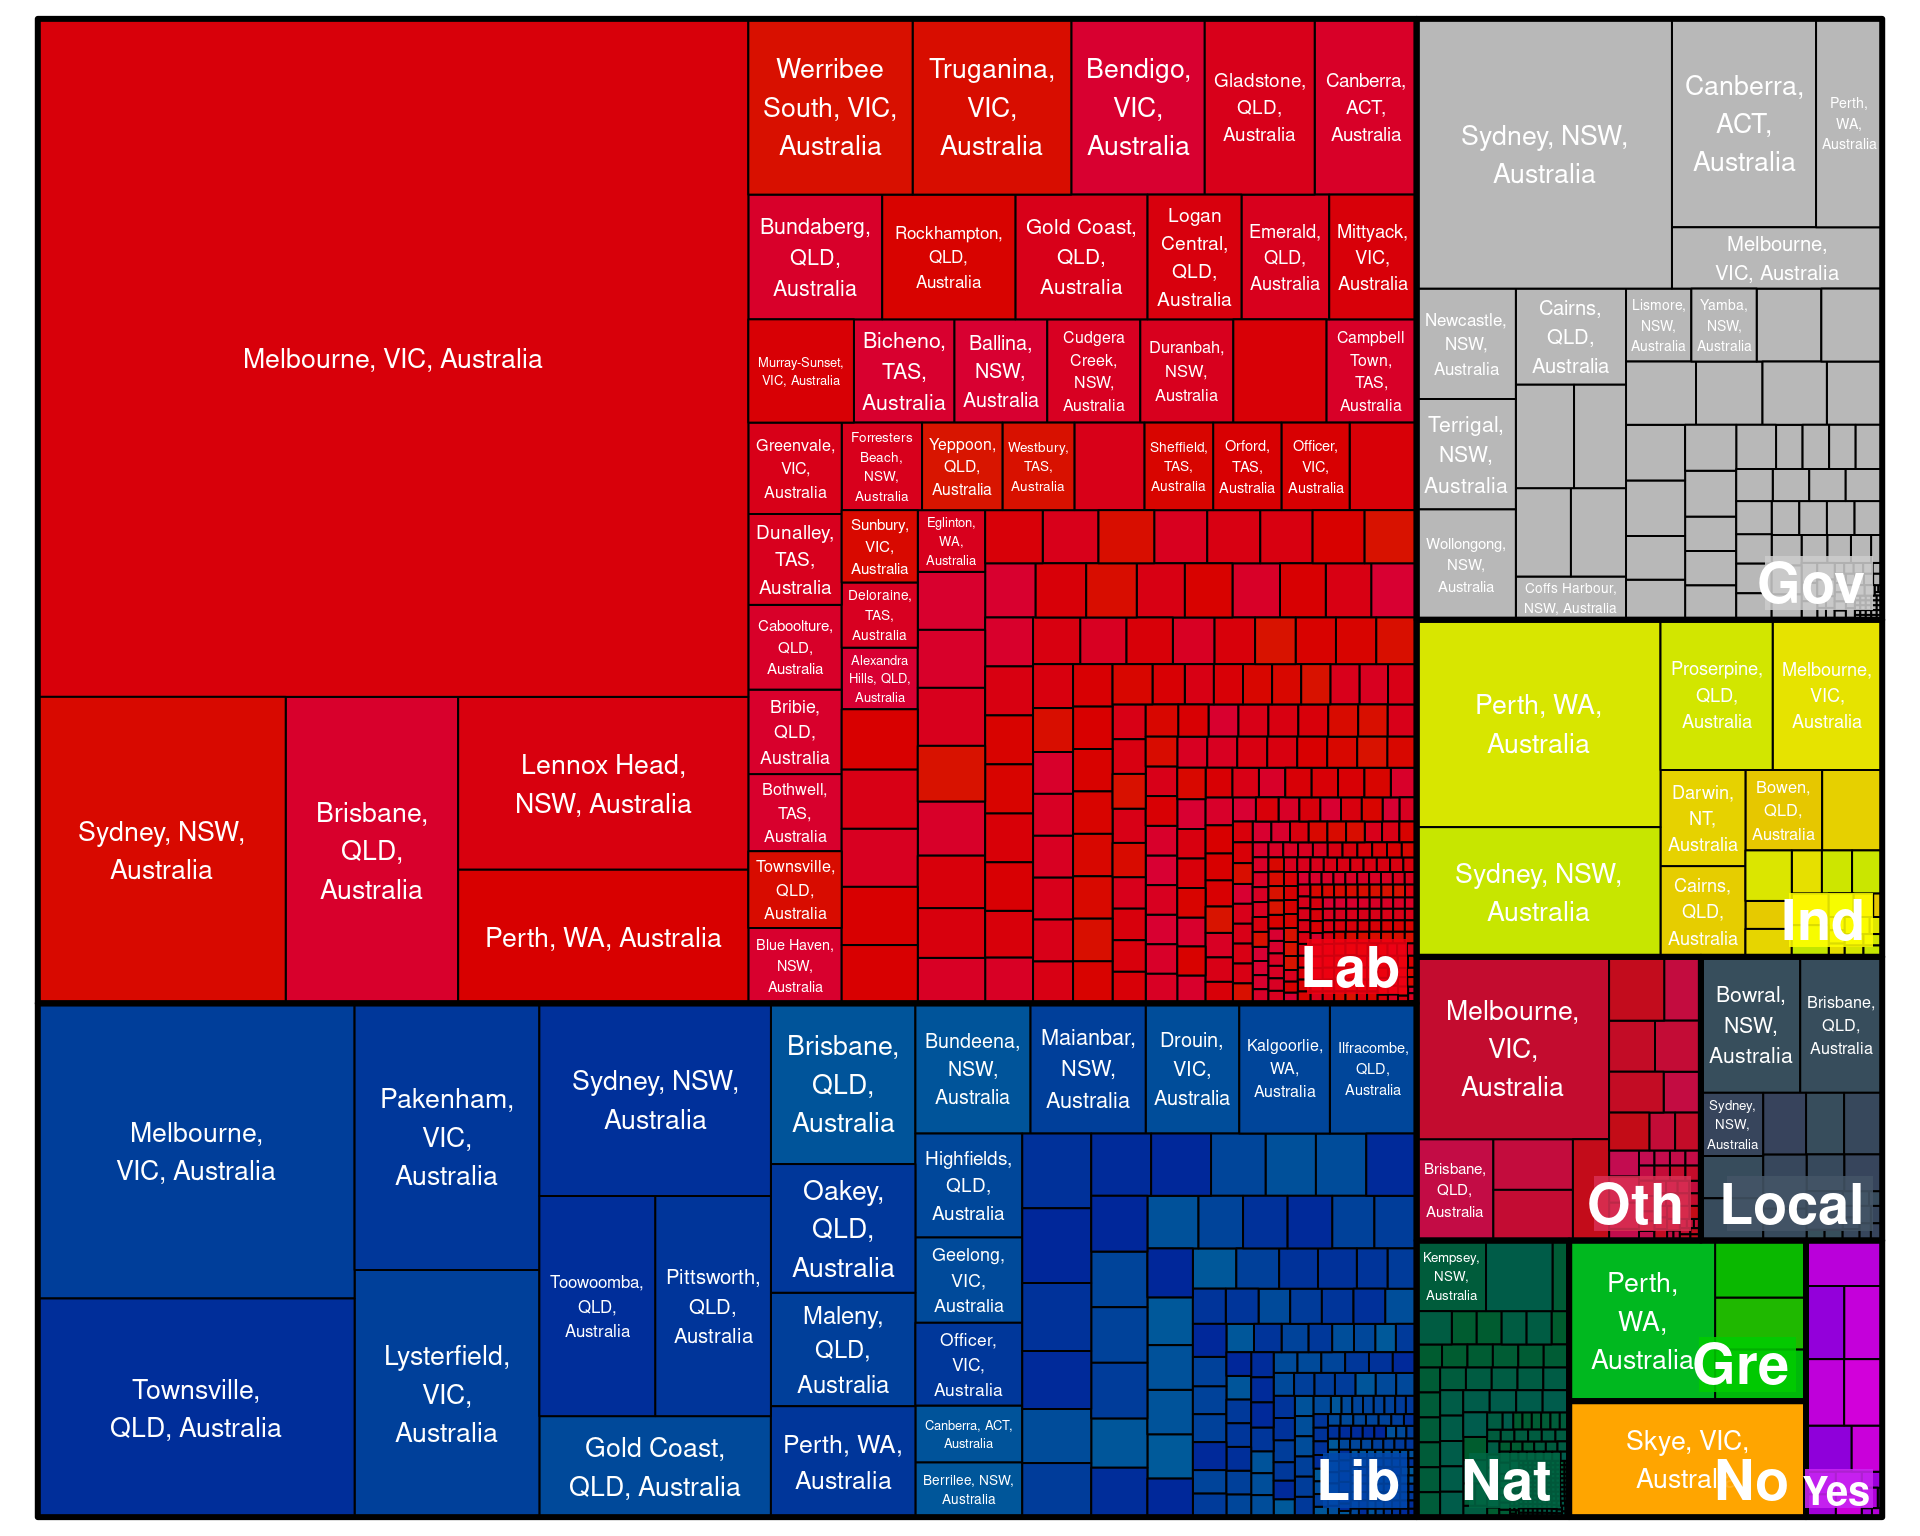 Melbourne, VIC, Australia
Sydney, NSW,
Australia
Brisbane,
QLD,
Australia
Lennox Head,
NSW, Australia
Perth, WA, Australia
Werribee
South, VIC,
Australia
Truganina,
VIC,
Australia
Bendigo,
VIC,
Australia
Gladstone,
QLD,
Australia
Canberra,
ACT,
Australia
Bundaberg,
QLD,
Australia
Rockhampton,
QLD,
Australia
Gold Coast,
QLD,
Australia
Logan
Central,
QLD,
Australia
Emerald,
QLD,
Australia
Mittyack,
VIC,
Australia
Murray-Sunset,
VIC, Australia
Bicheno,
TAS,
Australia
Ballina,
NSW,
Australia
Cudgera
Creek,
NSW,
Australia
Duranbah,
NSW,
Australia
Campbell
Town,
TAS,
Australia
Greenvale,
VIC,
Australia
Forresters
Beach,
NSW,
Australia
Yeppoon,
QLD,
Australia
Westbury,
TAS,
Australia
Sheffield,
TAS,
Australia
Orford,
TAS,
Australia
Officer,
VIC,
Australia
Dunalley,
TAS,
Australia
Sunbury,
VIC,
Australia
Eglinton,
WA,
Australia
Deloraine,
TAS,
Australia
Caboolture,
QLD,
Australia
Alexandra
Hills, QLD,
Australia
Bribie,
QLD,
Australia
Bothwell,
TAS,
Australia
Townsville,
QLD,
Australia
Blue Haven,
NSW,
Australia
Lab
Melbourne,
VIC, Australia
Townsville,
QLD, Australia
Pakenham,
VIC,
Australia
Lysterfield,
VIC,
Australia
Sydney, NSW,
Australia
Toowoomba,
QLD,
Australia
Pittsworth,
QLD,
Australia
Gold Coast,
QLD, Australia
Brisbane,
QLD,
Australia
Oakey,
QLD,
Australia
Maleny,
QLD,
Australia
Perth, WA,
Australia
Bundeena,
NSW,
Australia
Maianbar,
NSW,
Australia
Drouin,
VIC,
Australia
Kalgoorlie,
WA,
Australia
Ilfracombe,
QLD,
Australia
Highfields,
QLD,
Australia
Geelong,
VIC,
Australia
Officer,
VIC,
Australia
Canberra, ACT,
Australia
Berrilee, NSW,
Australia
Lib
Sydney, NSW,
Australia
Canberra,
ACT,
Australia
Perth,
WA,
Australia
Melbourne,
VIC, Australia
Newcastle,
NSW,
Australia
Cairns,
QLD,
Australia
Lismore,
NSW,
Australia
Yamba,
NSW,
Australia
Terrigal,
NSW,
Australia
Wollongong,
NSW,
Australia
Coffs Harbour,
NSW, Australia
Gov
Perth, WA,
Australia
Sydney, NSW,
Australia
Proserpine,
QLD,
Australia
Melbourne,
VIC,
Australia
Darwin,
NT,
Australia
Bowen,
QLD,
Australia
Cairns,
QLD,
Australia
Ind
Melbourne,
VIC,
Australia
Brisbane,
QLD,
Australia
Oth
Bowral,
NSW,
Australia
Brisbane,
QLD,
Australia
Sydney,
NSW,
Australia
Local
Kempsey,
NSW,
Australia
Nat
Perth,
WA,
Australia
Gre
Skye, VIC,
Austral
No
Yes